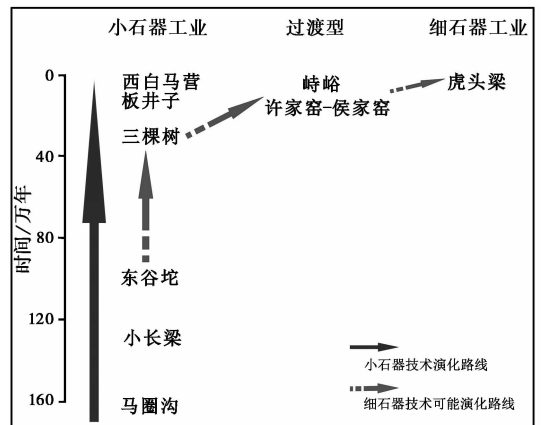 小石器工业 过渡型 细石器工业
0 西白马营 峙峪 虎头梁
板井子 许家窑-侯家窑
三棵树
40
时间/万年
80
东谷坨
120
小长梁
小石器技术演化路线
160 马圈沟 细石器技术可能演化路线